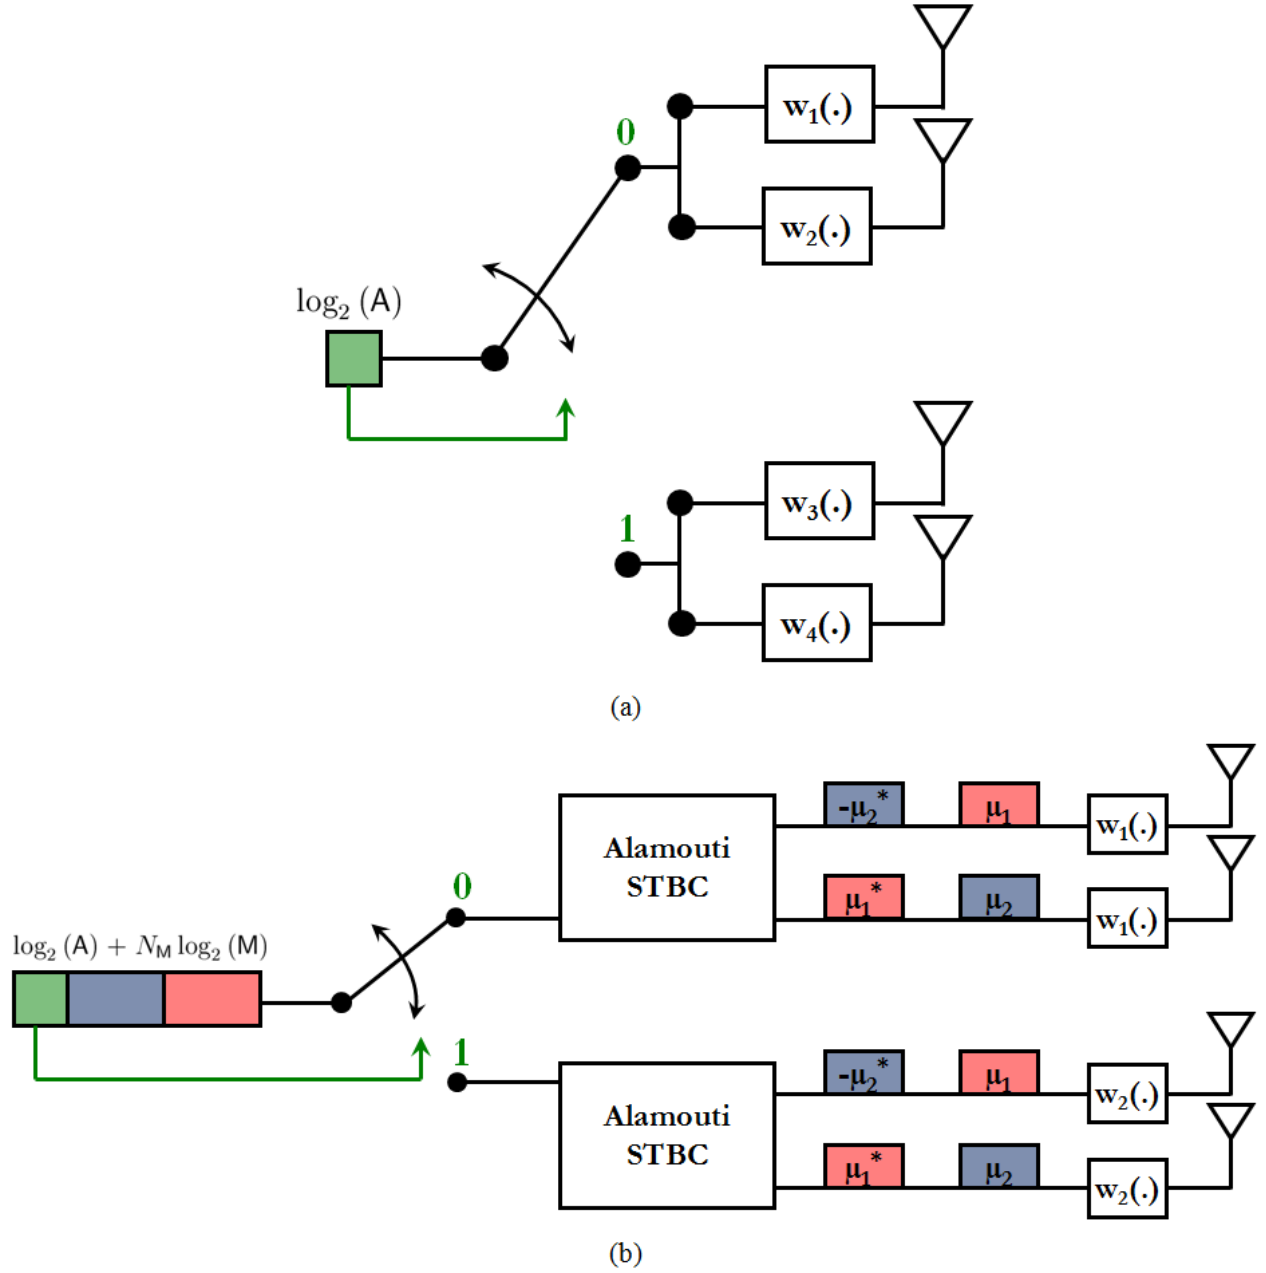 w₁(.)
0
w₂(.)
log₂ (A)
w₃(.)
1
w₄(.)
(a)
-μ₂* μ₁ w₁(.)
Alamouti
STBC
0
μ₁* μ₂ w₁(.)
log₂ (A) + N_M log₂ (M)
1
-μ₂* μ₁ w₂(.)
Alamouti
STBC
μ₁* μ₂ w₂(.)
(b)